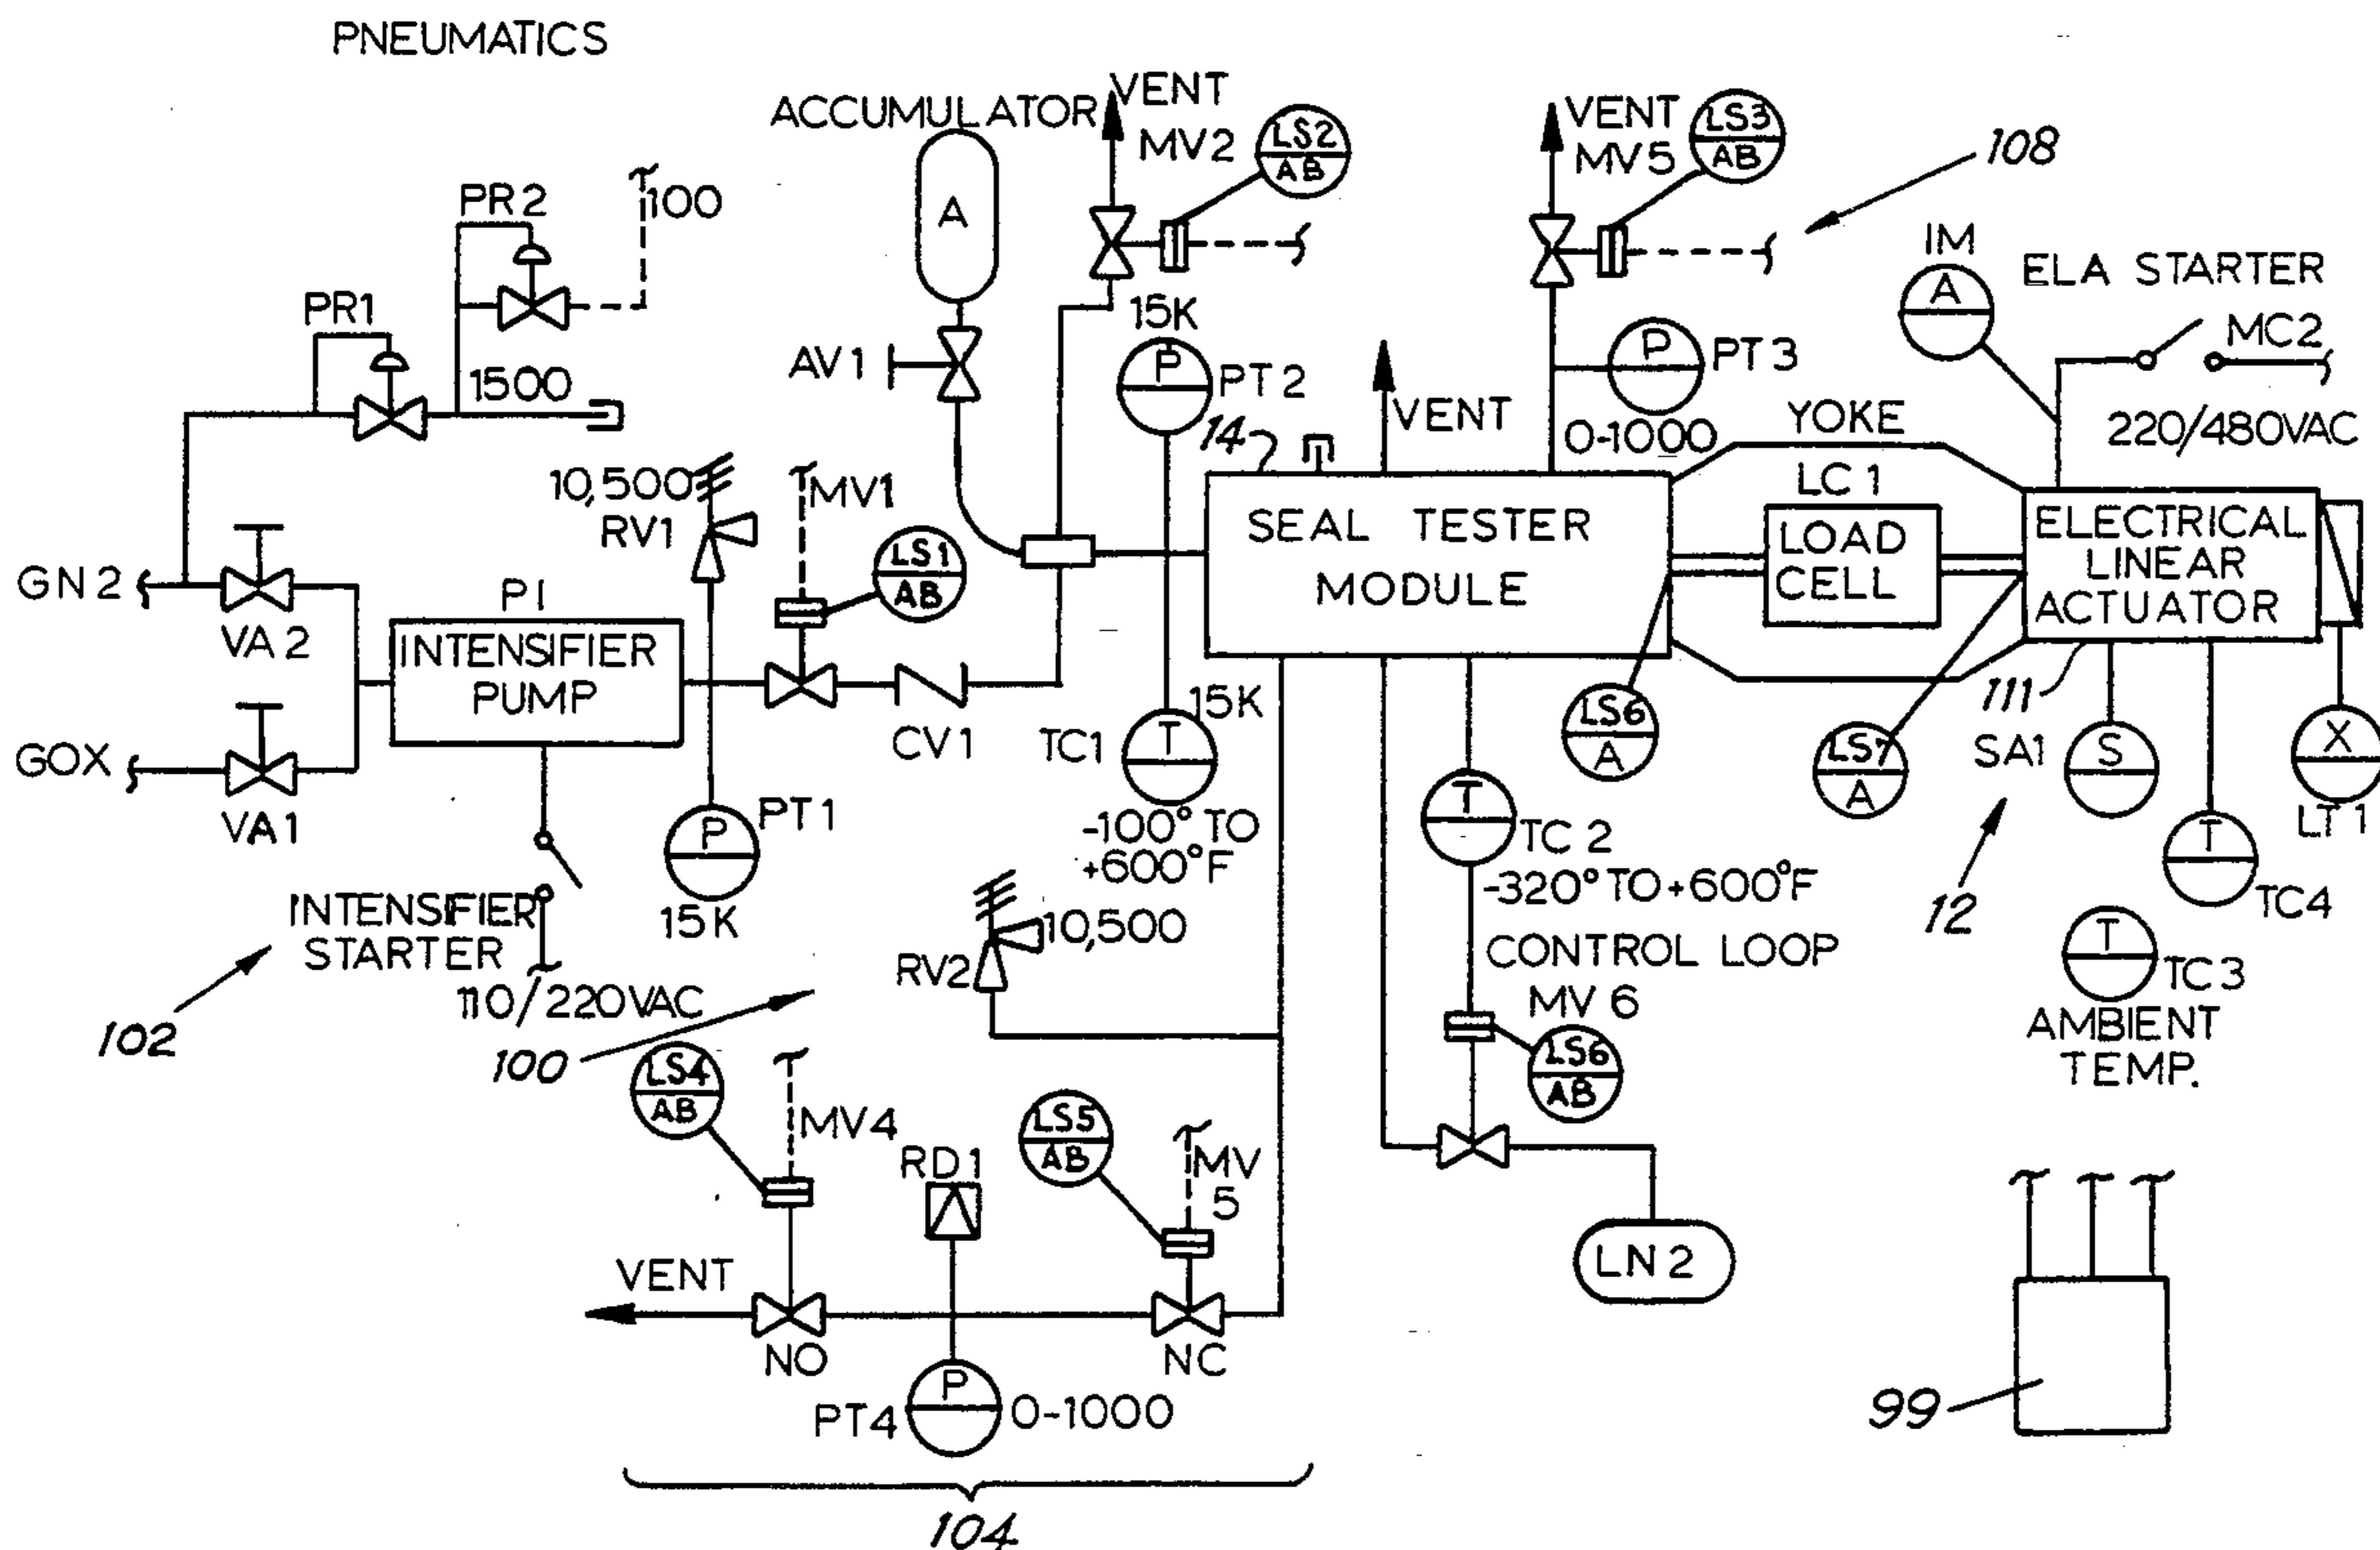 PNEUMATICS
ACCUMULATOR
VENT
MV2
LS2
AB
VENT
MV5
LS3
AB
108
PR2
100
A
IM
A
ELA STARTER
MC2
220/480VAC
PR1
1500
AV1
15K
P
PT2
14
VENT
P
PT3
0-1000
YOKE
LC1
10,500
RV1
MV1
LS1
AB
SEAL TESTER
MODULE
LOAD
CELL
ELECTRICAL
LINEAR
ACTUATOR
GN2
VA2
P1
INTENSIFIER
PUMP
GOX
VA1
CV1
TC1
15K
T
-100° TO
+600°F
LS6
A
LS7
A
111
SA1
S
X
LT1
P
PT1
15K
T
TC2
-320° TO +600°F
12
T
TC4
INTENSIFIER
STARTER
110/220VAC
102
100
10,500
RV2
CONTROL LOOP
MV6
LS6
AB
T
TC3
AMBIENT
TEMP.
LS4
AB
MV4
RD1
LS5
AB
MV
5
VENT
NO
NC
LN2
PT4
P
0-1000
99
104